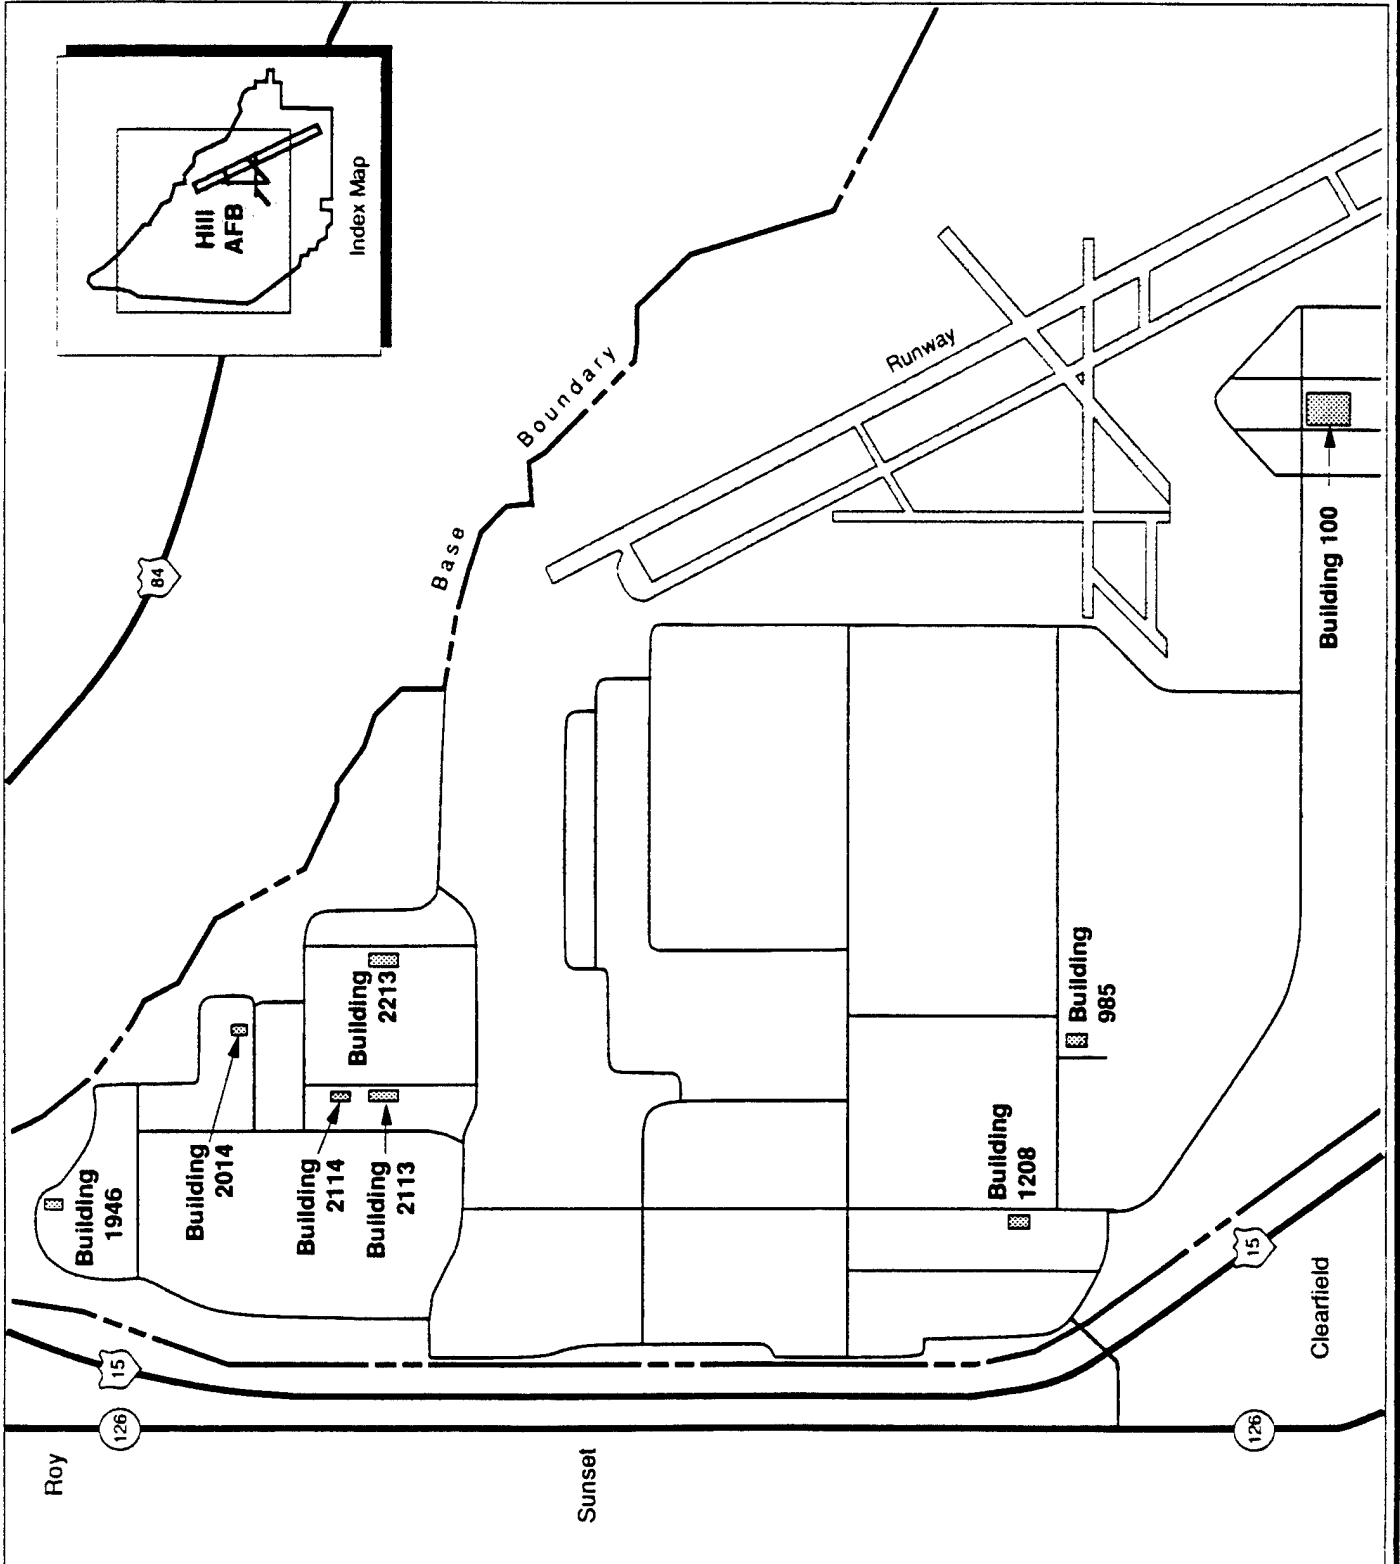 Hill
AFB
Index Map
84
Base Boundary
Runway
Building 100
Building
2213
Building
985
Building
1946
Building
2014
Building
2114
Building
2113
Building
1208
15
15
126
126
Roy
Sunset
Clearfield